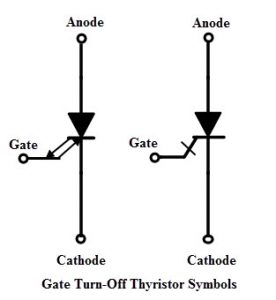 Anode Anode
Gate Gate
Cathode Cathode
Gate Turn-Off Thyristor Symbols